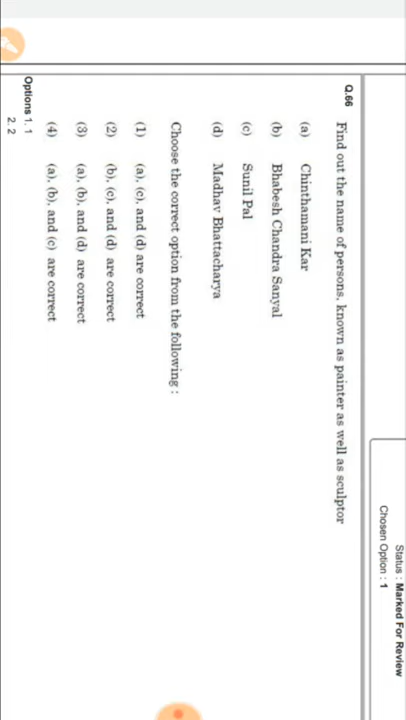 Status : Marked For Review
Chosen Option : 1
Q.66 Find out the name of persons, known as painter as well as sculptor
(a) Chinthamani Kar
(b) Bhabesh Chandra Sanyal
(c) Sunil Pal
(d) Madhav Bhattacharya
Choose the correct option from the following :
(1) (a), (c), and (d) are correct
(2) (b), (c), and (d) are correct
(3) (a), (b), and (d) are correct
(4) (a), (b), and (c) are correct
Options 1. 1
2. 2